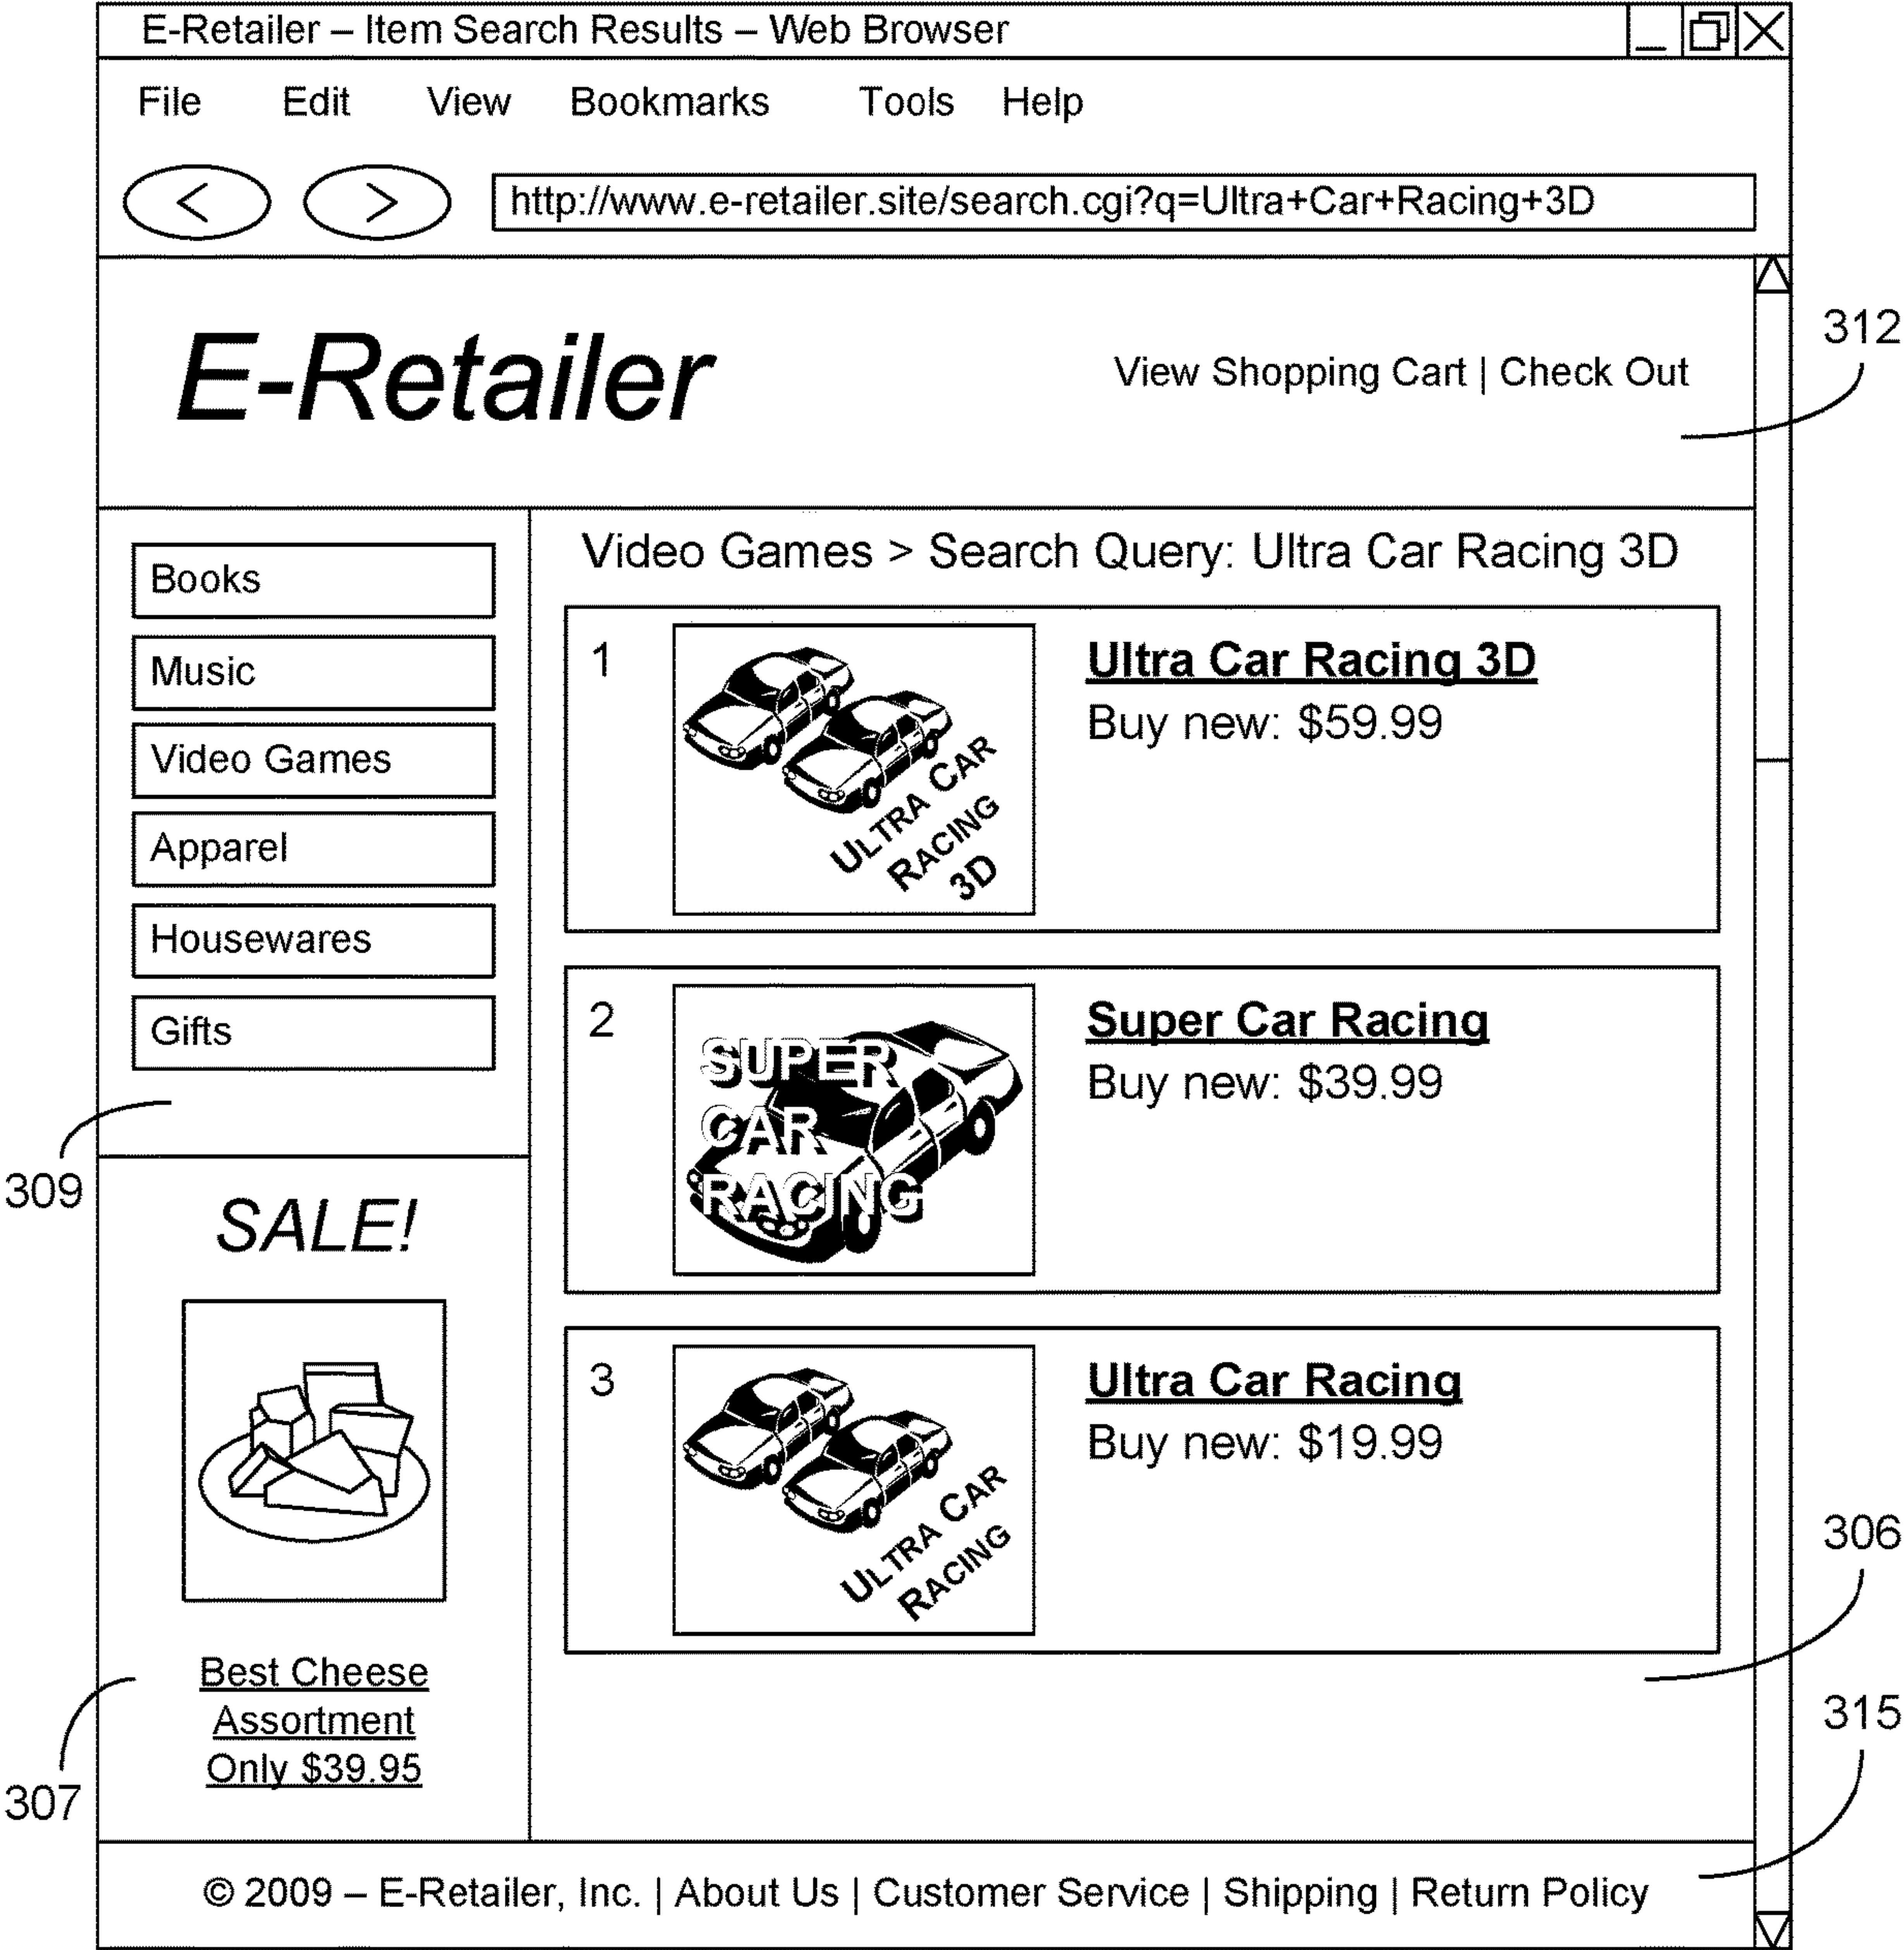 E-Retailer – Item Search Results – Web Browser
File Edit View Bookmarks Tools Help
< > http://www.e-retailer.site/search.cgi?q=Ultra+Car+Racing+3D
312
E-Retailer
View Shopping Cart | Check Out
Books
Music
Video Games
Apparel
Housewares
Gifts
309
SALE!
Best Cheese
Assortment
Only $39.95
307
Video Games > Search Query: Ultra Car Racing 3D
1
ULTRA CAR
RACING
3D
Ultra Car Racing 3D
Buy new: $59.99
2
SUPER
CAR
RACING
Super Car Racing
Buy new: $39.99
3
ULTRA CAR
RACING
Ultra Car Racing
Buy new: $19.99
306
315
© 2009 – E-Retailer, Inc. | About Us | Customer Service | Shipping | Return Policy